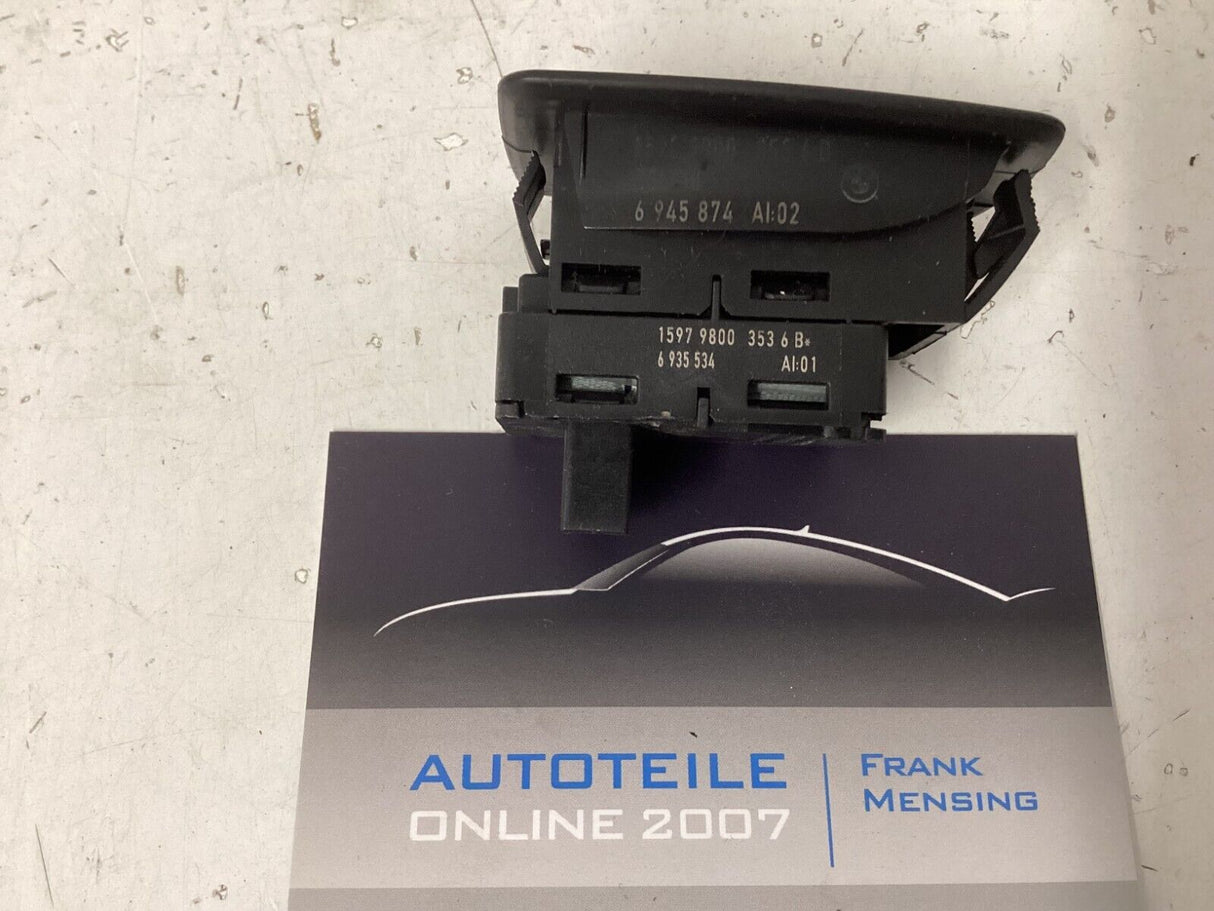 6 945 874 AI:02
1597 9800 353 6 B*
6 935 534 AI:01
AUTOTEILE
ONLINE 2007
FRANK
MENSING